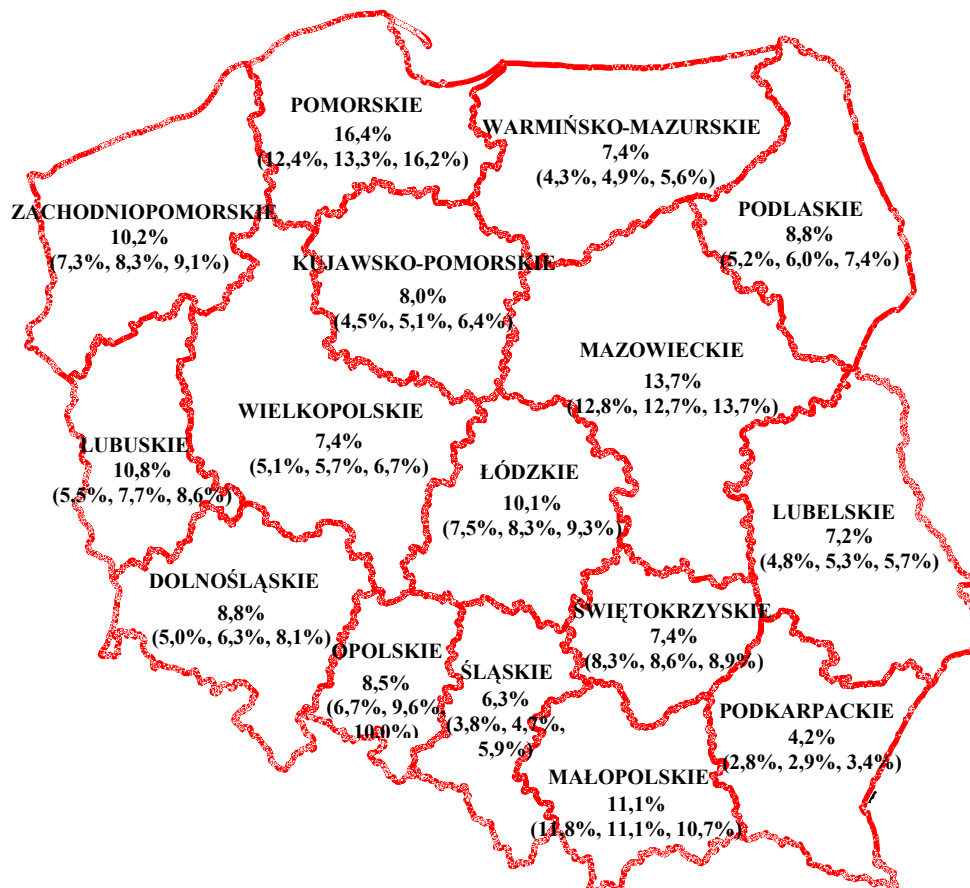 POMORSKIE
16,4%
(12,4%, 13,3%, 16,2%)
WARMIŃSKO-MAZURSKIE
7,4%
(4,3%, 4,9%, 5,6%)
ZACHODNIOPOMORSKIE
10,2%
(7,3%, 8,3%, 9,1%)
PODLASKIE
8,8%
(5,2%, 6,0%, 7,4%)
KUJAWSKO-POMORSKIE
8,0%
(4,5%, 5,1%, 6,4%)
MAZOWIECKIE
13,7%
(12,8%, 12,7%, 13,7%)
WIELKOPOLSKIE
7,4%
(5,1%, 5,7%, 6,7%)
LUBUSKIE
10,8%
(5,5%, 7,7%, 8,6%)
ŁÓDZKIE
10,1%
(7,5%, 8,3%, 9,3%)
LUBELSKIE
7,2%
(4,8%, 5,3%, 5,7%)
DOLNOŚLĄSKIE
8,8%
(5,0%, 6,3%, 8,1%)
ŚWIĘTOKRZYSKIE
7,4%
(8,3%, 8,6%, 8,9%)
OPOLSKIE
8,5%
(6,7%, 9,6%,
10,0%)
ŚLĄSKIE
6,3%
(3,8%, 4,7%,
5,9%)
PODKARPACKIE
4,2%
(2,8%, 2,9%, 3,4%)
MAŁOPOLSKIE
11,1%
(11,8%, 11,1%, 10,7%)